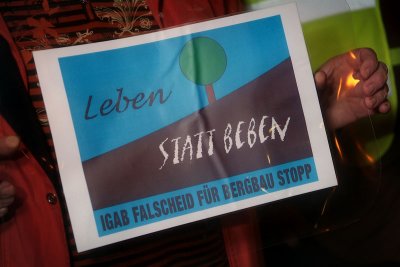 Leben
STATT BEBEN
IGAB FALSCHEID FÜR BERGBAU STOPP